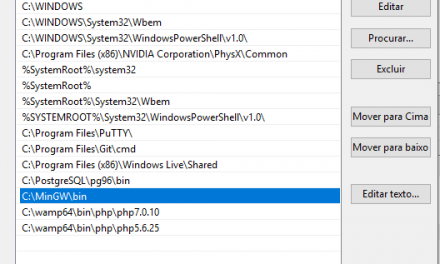 C:\WINDOWS
C:\WINDOWS\System32\Wbem
C:\WINDOWS\System32\WindowsPowerShell\v1.0\
C:\Program Files (x86)\NVIDIA Corporation\PhysX\Common
%SystemRoot%\system32
%SystemRoot%
%SystemRoot%\System32\Wbem
%SYSTEMROOT%\System32\WindowsPowerShell\v1.0\
C:\Program Files\PuTTY\
C:\Program Files\Git\cmd
C:\Program Files (x86)\Windows Live\Shared
C:\PostgreSQL\pg96\bin
C:\MinGW\bin
C:\wamp64\bin\php\php7.0.10
C:\wamp64\bin\php\php5.6.25
Editar
Procurar...
Excluir
Mover para Cima
Mover para baixo
Editar texto...